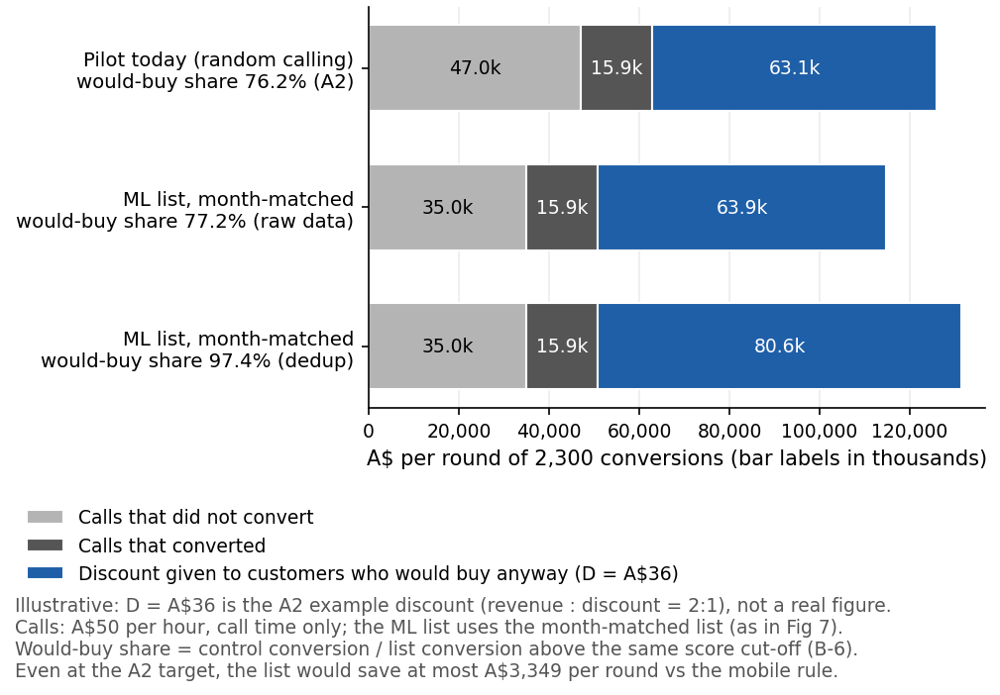 Pilot today (random calling)
would-buy share 76.2% (A2)
47.0k 15.9k 63.1k
ML list, month-matched
would-buy share 77.2% (raw data)
35.0k 15.9k 63.9k
ML list, month-matched
would-buy share 97.4% (dedup)
35.0k 15.9k 80.6k
0 20,000 40,000 60,000 80,000 100,000 120,000
A$ per round of 2,300 conversions (bar labels in thousands)
Calls that did not convert
Calls that converted
Discount given to customers who would buy anyway (D = A$36)
Illustrative: D = A$36 is the A2 example discount (revenue : discount = 2:1), not a real figure.
Calls: A$50 per hour, call time only; the ML list uses the month-matched list (as in Fig 7).
Would-buy share = control conversion / list conversion above the same score cut-off (B-6).
Even at the A2 target, the list would save at most A$3,349 per round vs the mobile rule.